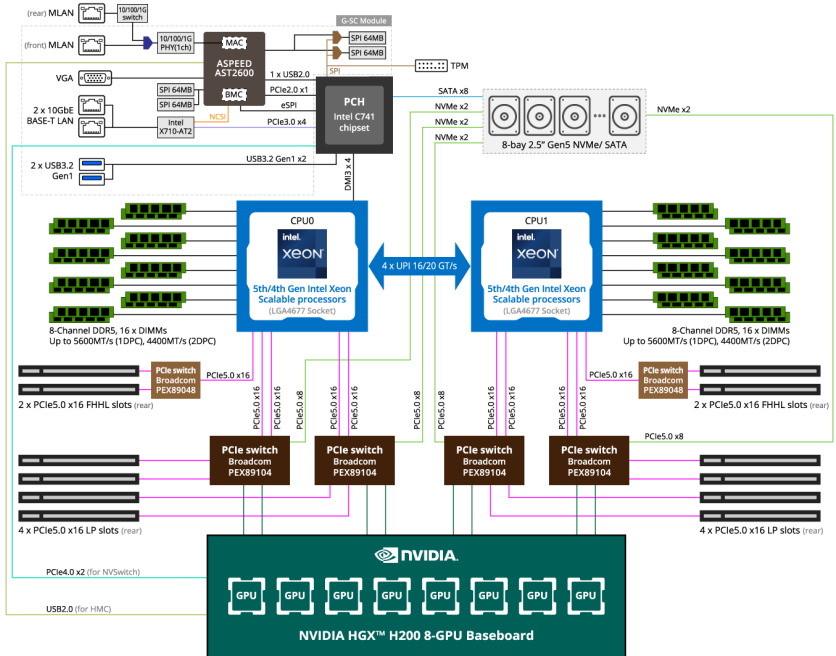 (rear) MLAN
10/100/1G
switch
G-SC Module
(front) MLAN
10/100/1G
PHY(1ch)
MAC
SPI 64MB
SPI 64MB
ASPEED
AST2600
SPI
TPM
VGA
1 x USB2.0
SPI 64MB
SPI 64MB
BMC
PCIe2.0 x1
eSPI
PCH
Intel C741
chipset
SATA x8
NVMe x2
NVMe x2
NVMe x2
NVMe x2
2 x 10GbE
BASE-T LAN
Intel
X710-AT2
NCSI
PCIe3.0 x4
8-bay 2.5” Gen5 NVMe/ SATA
2 x USB3.2
Gen1
USB3.2 Gen1 x2
DMI3 x 4
CPU0
intel.
XEON
5th/4th Gen Intel Xeon
Scalable processors
(LGA4677 Socket)
4 x UPI 16/20 GT/s
CPU1
intel.
XEON
5th/4th Gen Intel Xeon
Scalable processors
(LGA4677 Socket)
8-Channel DDR5, 16 x DIMMs
Up to 5600MT/s (1DPC), 4400MT/s (2DPC)
8-Channel DDR5, 16 x DIMMs
Up to 5600MT/s (1DPC), 4400MT/s (2DPC)
PCIe switch
Broadcom
PEX89048
PCIe5.0 x16
2 x PCIe5.0 x16 FHHL slots (rear)
PCIe5.0 x16
PCIe5.0 x16
PCIe5.0 x8
PCIe5.0 x16
PCIe5.0 x16
PCIe5.0 x8
PCIe5.0 x8
PCIe5.0 x16
PCIe5.0 x16
PCIe5.0 x16
PCIe5.0 x16
PCIe5.0 x16
PCIe switch
Broadcom
PEX89048
2 x PCIe5.0 x16 FHHL slots (rear)
PCIe5.0 x8
PCIe switch
Broadcom
PEX89104
PCIe switch
Broadcom
PEX89104
PCIe switch
Broadcom
PEX89104
PCIe switch
Broadcom
PEX89104
4 x PCIe5.0 x16 LP slots (rear)
4 x PCIe5.0 x16 LP slots (rear)
NVIDIA.
PCIe4.0 x2 (for NVSwitch)
GPU
GPU
GPU
GPU
GPU
GPU
GPU
GPU
USB2.0 (for HMC)
NVIDIA HGX™ H200 8-GPU Baseboard